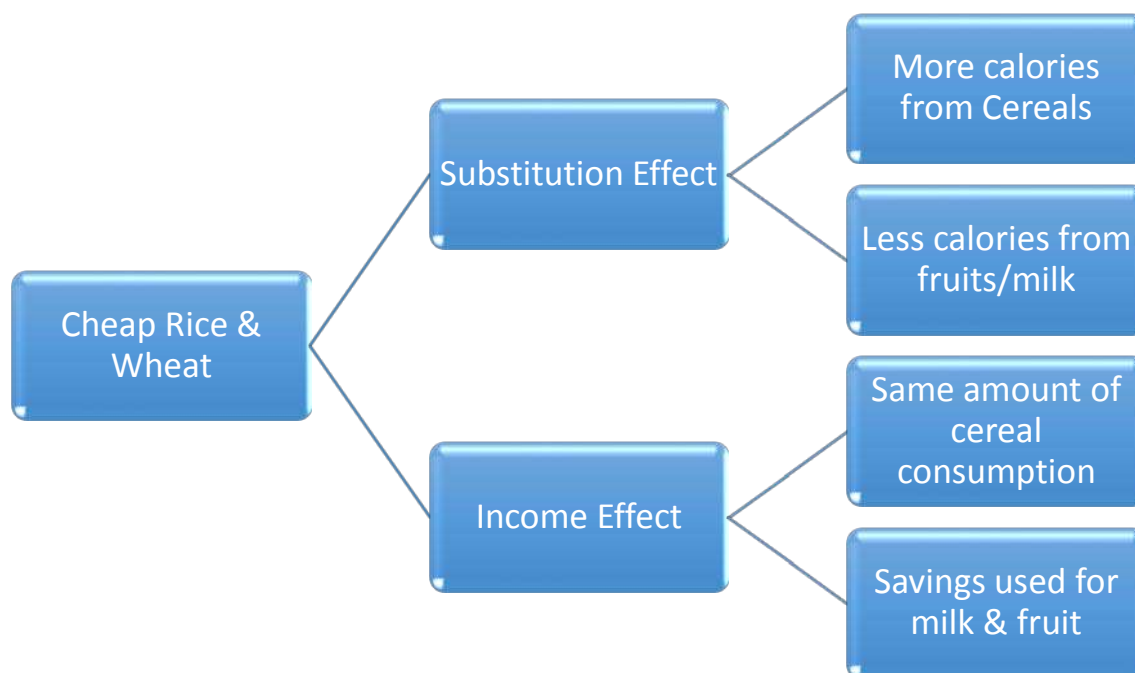 Cheap Rice &
Wheat
Substitution Effect
Income Effect
More calories
from Cereals
Less calories from
fruits/milk
Same amount of
cereal
consumption
Savings used for
milk & fruit